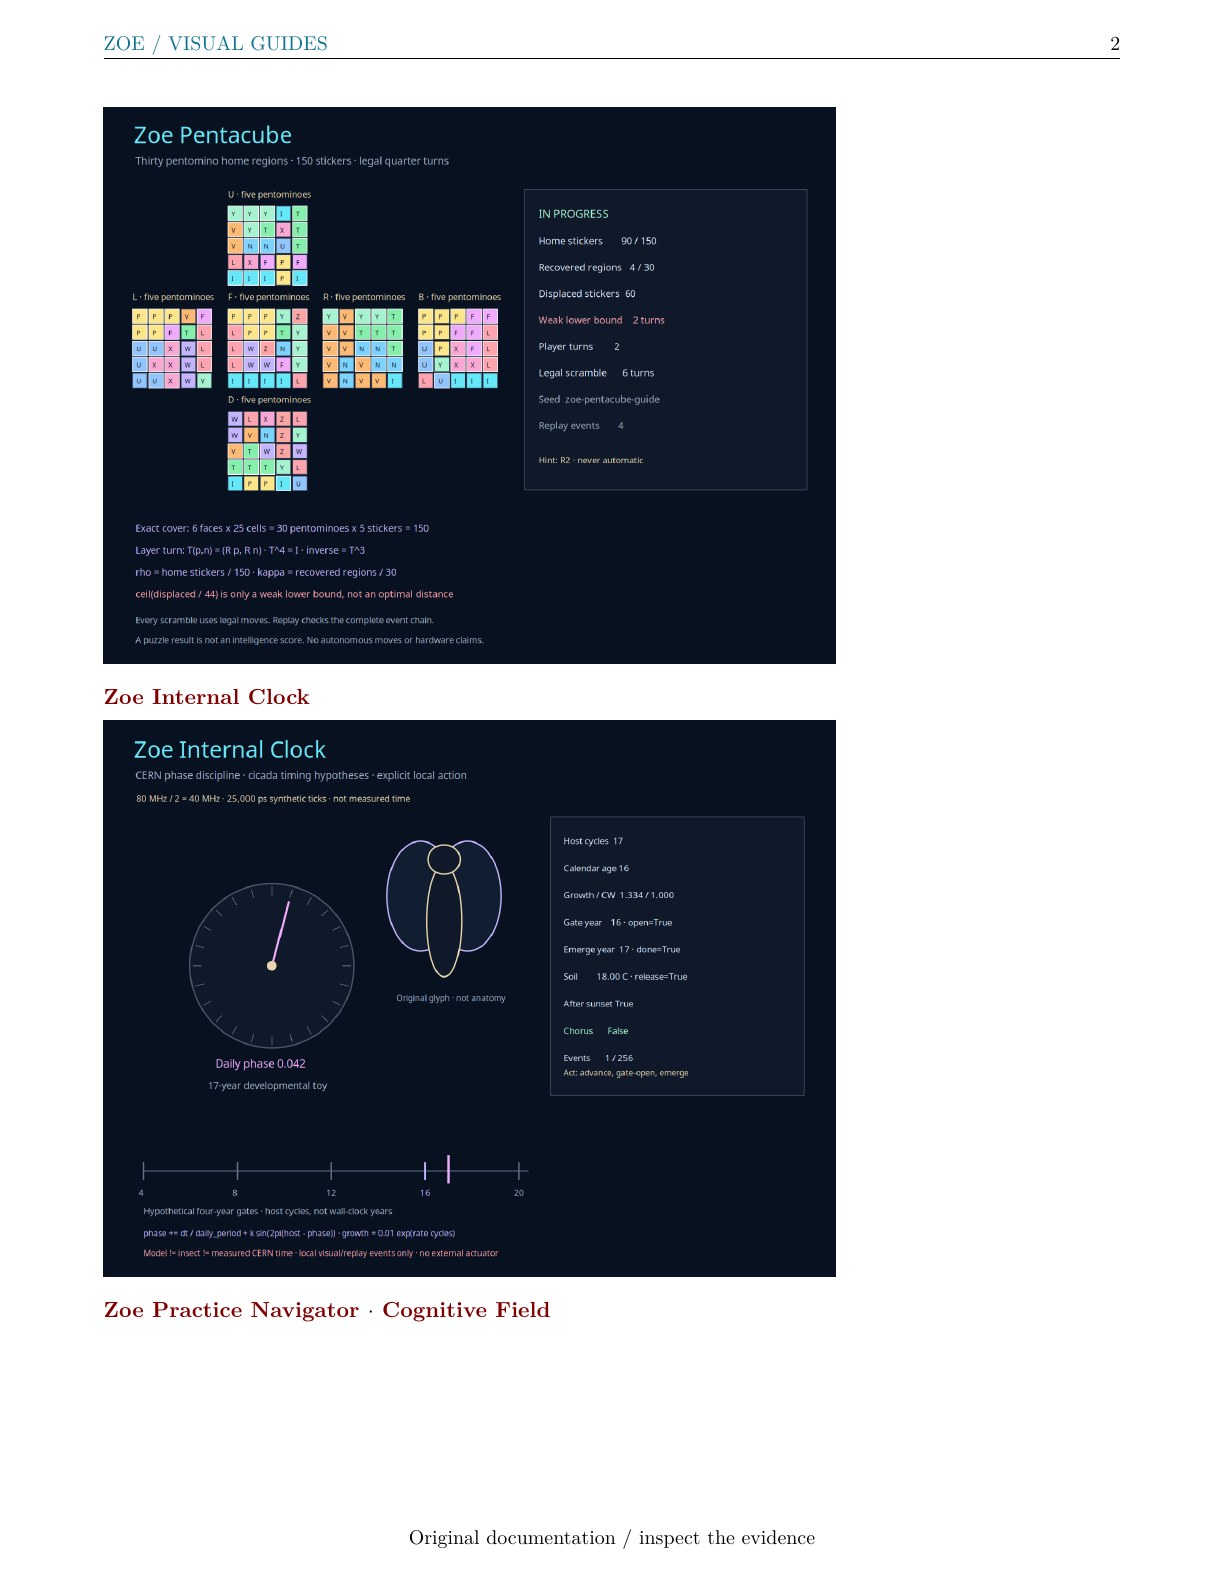 ZOE / VISUAL GUIDES 2
Zoe Pentacube
Thirty pentomino home regions · 150 stickers · legal quarter turns
U · five pentominoes
Y Y Y I T
V Y T X T
V N N U T
L X F P F
I I I P I
L · five pentominoes F · five pentominoes R · five pentominoes B · five pentominoes
P P P V F P P P Y Z Y V Y Y T P P P F F
P P F T L L P P T Y V V T T T P P F F L
U U X W L L W Z N Y V V N N T U P X F L
U X X W L L W W F Y V N V N N U Y X X L
U U X W Y I I I I L V N V V I L U I I I
D · five pentominoes
W L X Z L
W V N Z Y
V T W Z W
T T T Y L
I P P I U
IN PROGRESS
Home stickers 90 / 150
Recovered regions 4 / 30
Displaced stickers 60
Weak lower bound 2 turns
Player turns 2
Legal scramble 6 turns
Seed zoe-pentacube-guide
Replay events 4
Hint: R2 · never automatic
Exact cover: 6 faces x 25 cells = 30 pentominoes x 5 stickers = 150
Layer turn: T(p,n) = (R p, R n) · T^4 = I · inverse = T^3
rho = home stickers / 150 · kappa = recovered regions / 30
ceil(displaced / 44) is only a weak lower bound, not an optimal distance
Every scramble uses legal moves. Replay checks the complete event chain.
A puzzle result is not an intelligence score. No autonomous moves or hardware claims.
Zoe Internal Clock
Zoe Internal Clock
CERN phase discipline · cicada timing hypotheses · explicit local action
80 MHz / 2 = 40 MHz · 25,000 ps synthetic ticks · not measured time
Original glyph · not anatomy
Daily phase 0.042
17-year developmental toy
Host cycles 17
Calendar age 16
Growth / CW 1.334 / 1.000
Gate year 16 · open=True
Emerge year 17 · done=True
Soil 18.00 C · release=True
After sunset True
Chorus False
Events 1 / 256
Act: advance, gate-open, emerge
4 8 12 16 20
Hypothetical four-year gates · host cycles, not wall-clock years
phase += dt / daily_period + k sin(2pi(host - phase)) · growth = 0.01 exp(rate cycles)
Model != insect != measured CERN time · local visual/replay events only · no external actuator
Zoe Practice Navigator · Cognitive Field
Original documentation / inspect the evidence